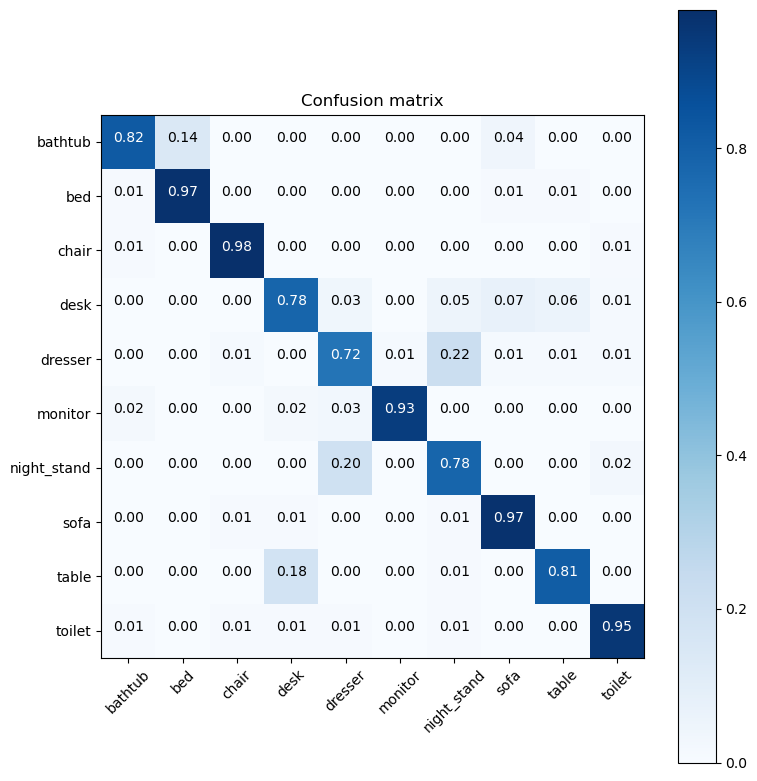 Confusion matrix
bathtub 0.82 0.14 0.00 0.00 0.00 0.00 0.00 0.04 0.00 0.00
bed 0.01 0.97 0.00 0.00 0.00 0.00 0.00 0.01 0.01 0.00
chair 0.01 0.00 0.98 0.00 0.00 0.00 0.00 0.00 0.00 0.01
desk 0.00 0.00 0.00 0.78 0.03 0.00 0.05 0.07 0.06 0.01
dresser 0.00 0.00 0.01 0.00 0.72 0.01 0.22 0.01 0.01 0.01
monitor 0.02 0.00 0.00 0.02 0.03 0.93 0.00 0.00 0.00 0.00
night_stand 0.00 0.00 0.00 0.00 0.20 0.00 0.78 0.00 0.00 0.02
sofa 0.00 0.00 0.01 0.01 0.00 0.00 0.01 0.97 0.00 0.00
table 0.00 0.00 0.00 0.18 0.00 0.00 0.01 0.00 0.81 0.00
toilet 0.01 0.00 0.01 0.01 0.01 0.00 0.01 0.00 0.00 0.95
bathtub bed chair desk dresser monitor night_stand sofa table toilet
0.8
0.6
0.4
0.2
0.0